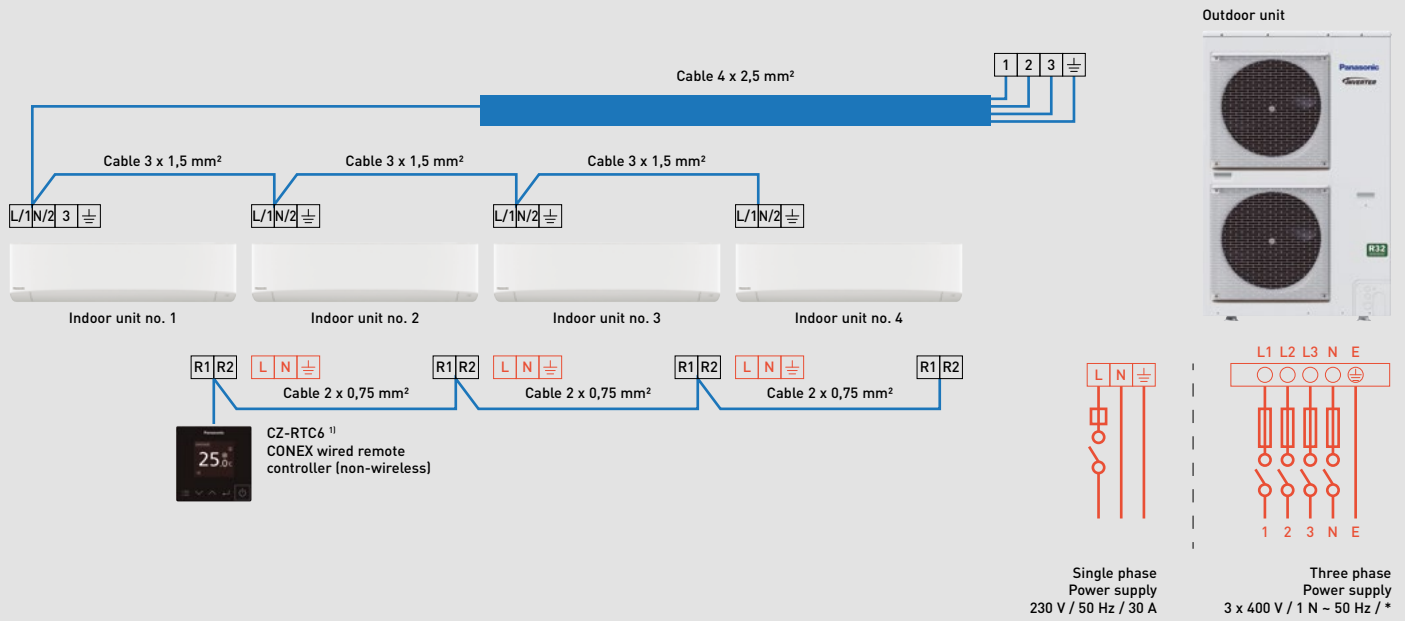 Outdoor unit
Panasonic
INVERTER
R32
1 2 3
Cable 4 x 2,5 mm²
Cable 3 x 1,5 mm²
Cable 3 x 1,5 mm²
Cable 3 x 1,5 mm²
L/1 N/2 3
L/1 N/2
L/1 N/2
L/1 N/2
Indoor unit no. 1
Indoor unit no. 2
Indoor unit no. 3
Indoor unit no. 4
R1 R2
L N
R1 R2
L N
R1 R2
L N
R1 R2
Cable 2 x 0,75 mm²
Cable 2 x 0,75 mm²
Cable 2 x 0,75 mm²
Panasonic
25.0c
CZ-RTC6 ¹⁾
CONEX wired remote
controller (non-wireless)
L N
Single phase
Power supply
230 V / 50 Hz / 30 A
L1 L2 L3 N E
1 2 3 N E
Three phase
Power supply
3 x 400 V / 1 N ~ 50 Hz / *